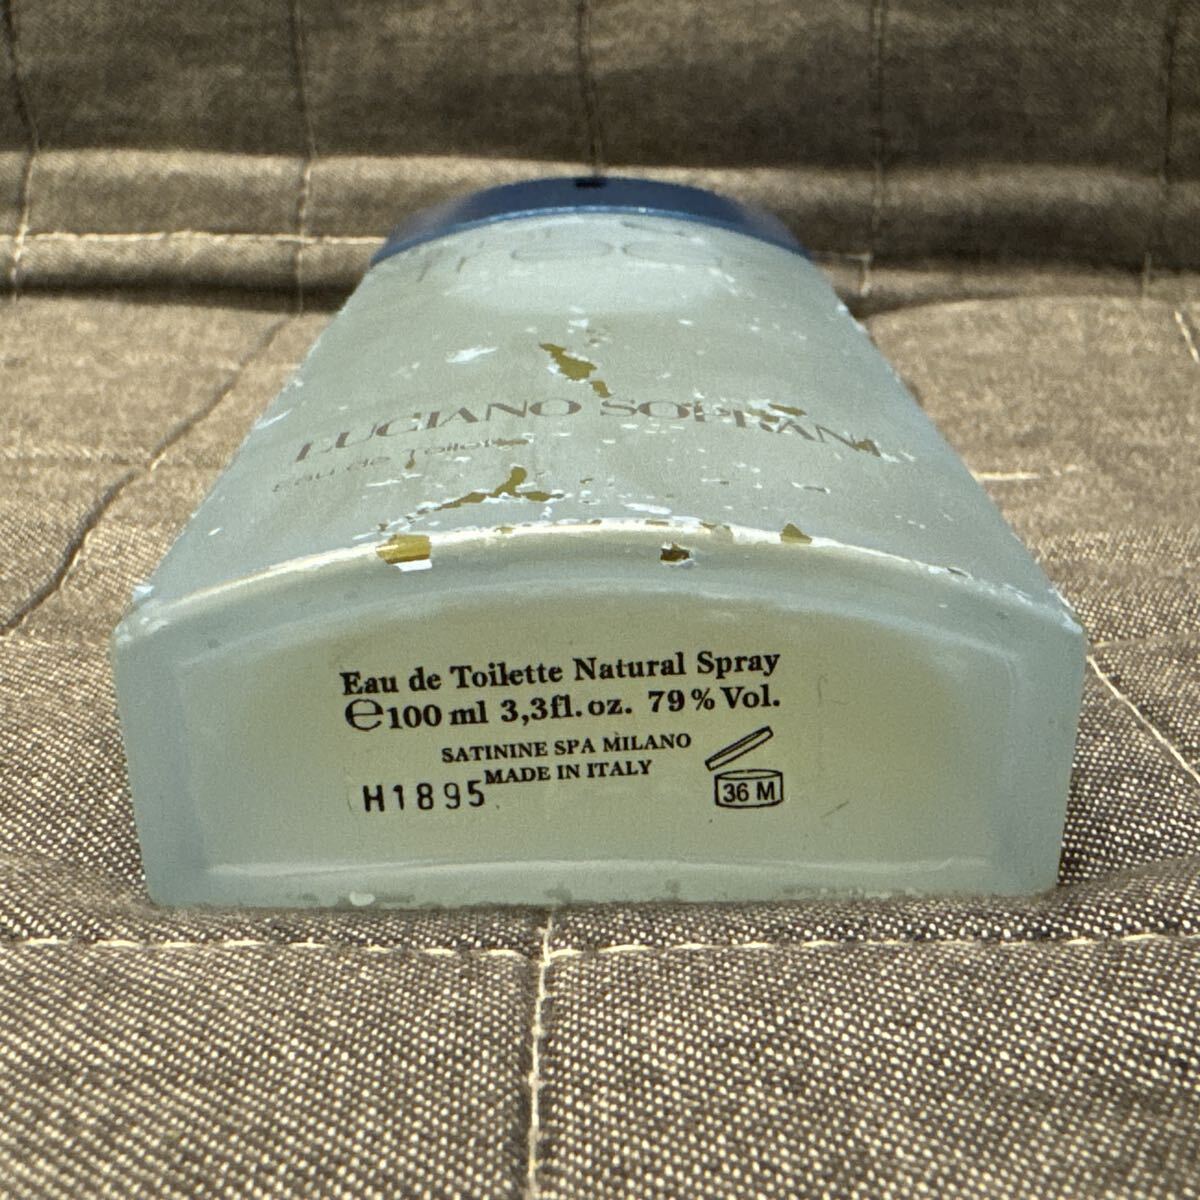 free
LUCIANO SOPRANI
Eau de Toilette
Eau de Toilette Natural Spray
℮100 ml 3,3fl.oz. 79% Vol.
SATININE SPA MILANO
MADE IN ITALY
H1895
36 M